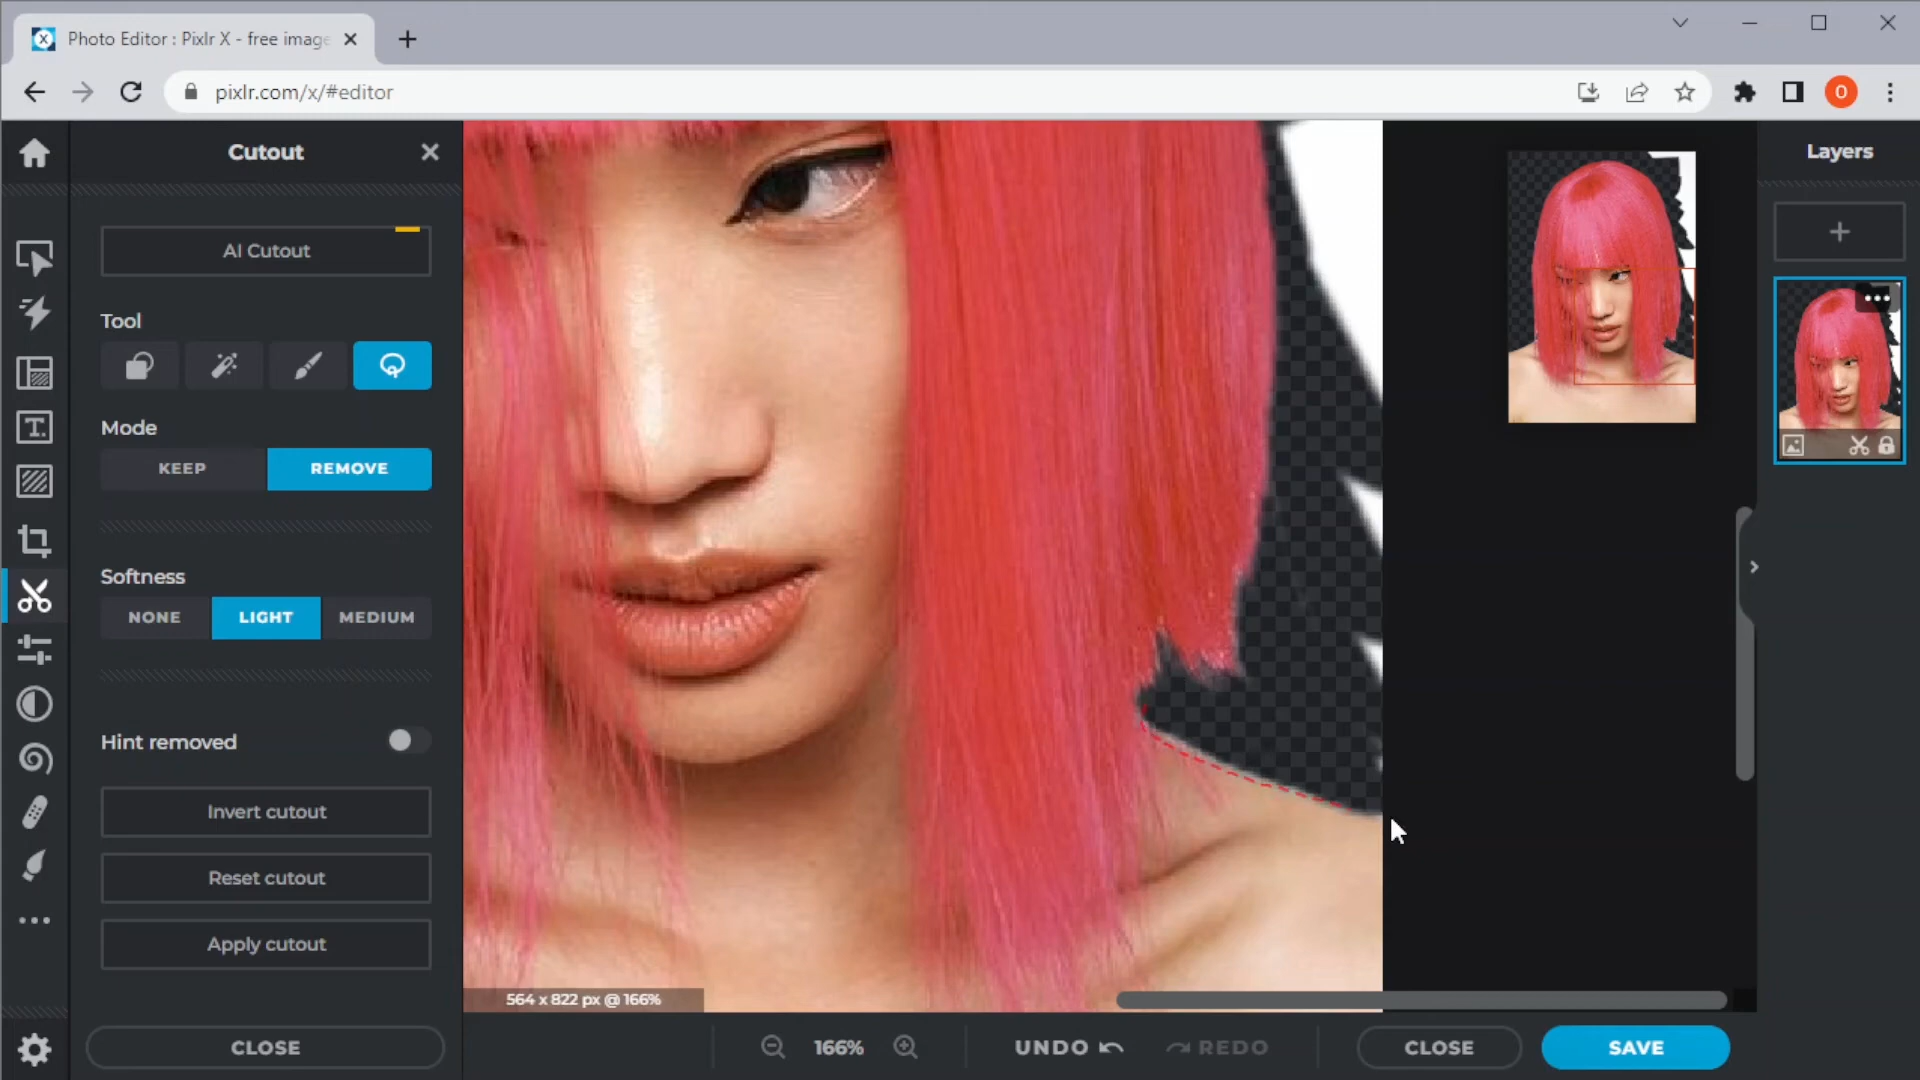 Photo Editor : Pixlr X - free image
pixlr.com/x/#editor
O
Cutout
Layers
AI Cutout
Tool
Mode
KEEP
REMOVE
Softness
NONE
LIGHT
MEDIUM
Hint removed
Invert cutout
Reset cutout
Apply cutout
564 x 822 px @ 166%
CLOSE
166%
UNDO
REDO
CLOSE
SAVE